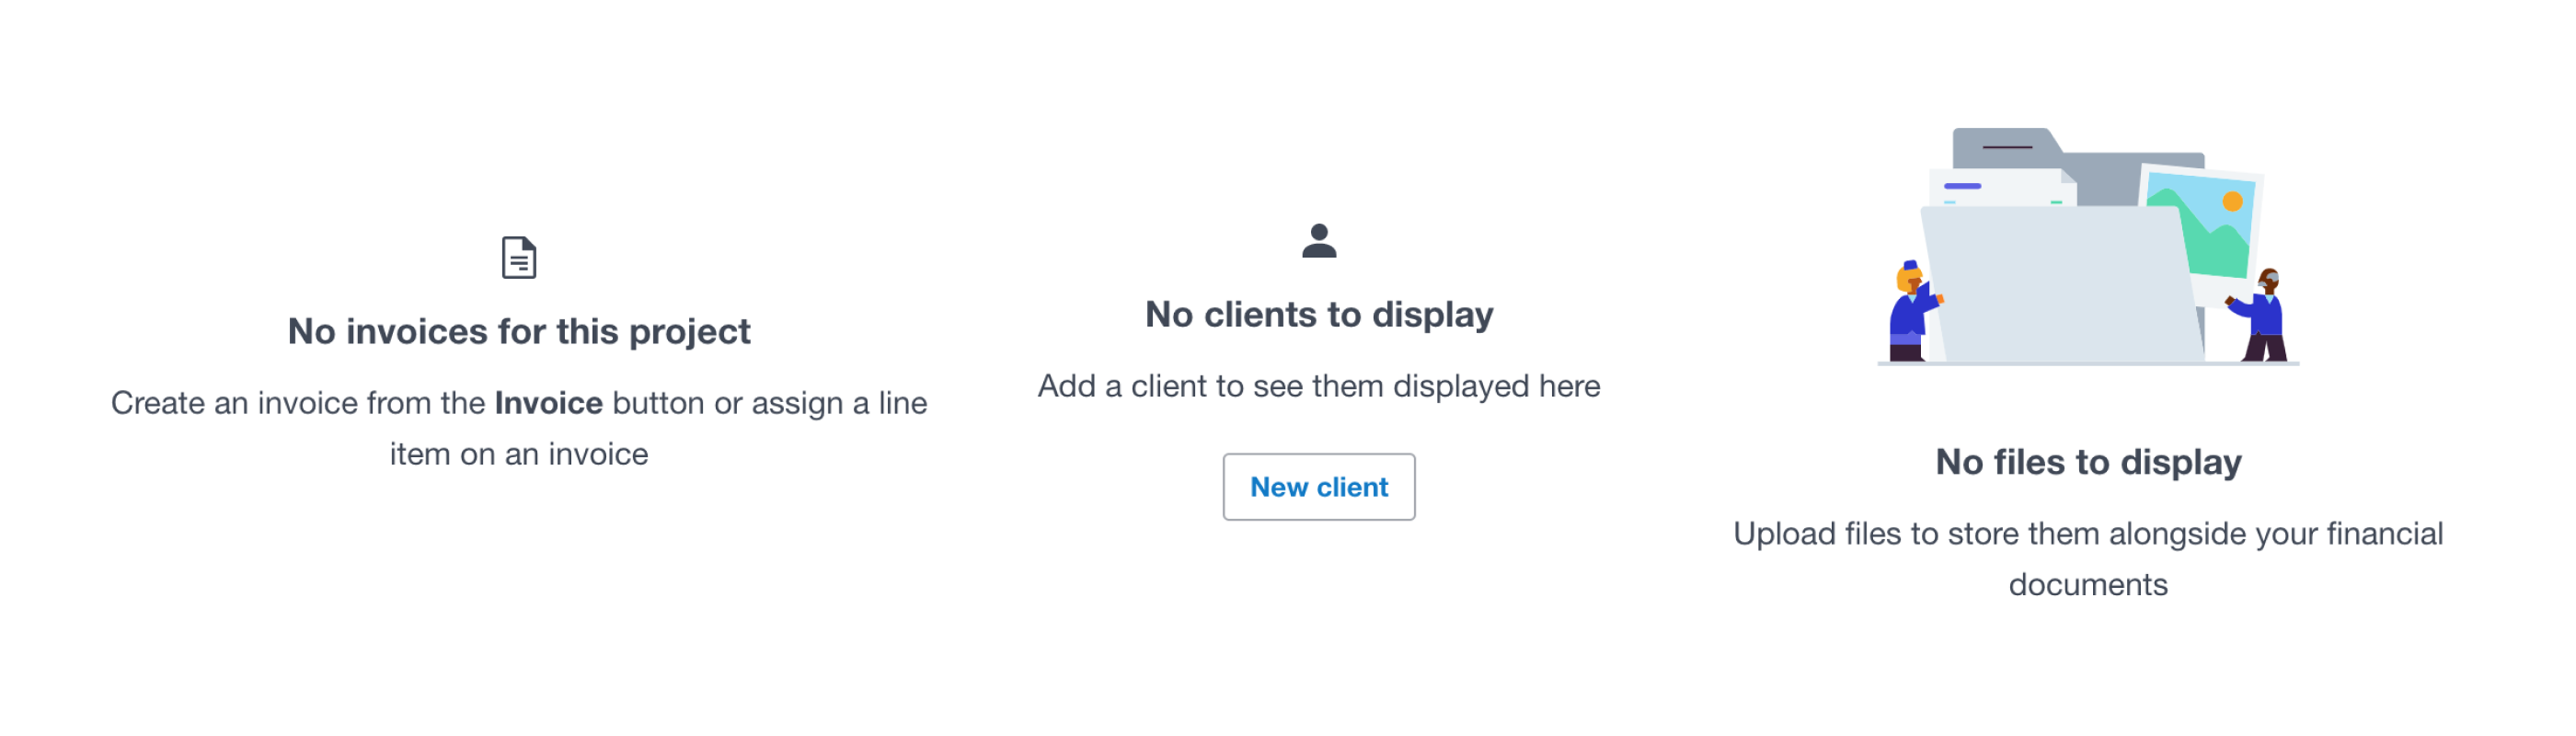 No invoices for this project
Create an invoice from the Invoice button or assign a line
item on an invoice
No clients to display
Add a client to see them displayed here
New client
No files to display
Upload files to store them alongside your financial
documents